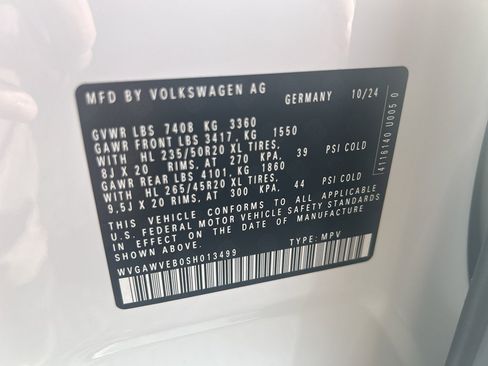 MFD BY VOLKSWAGEN AG GERMANY 10/24
GVWR LBS 7408 KG 3360
GAWR FRONT LBS 3417, KG 1550
WITH HL 235/50R20 XL TIRES.
8J X 20 RIMS, AT 270 KPA, 39 PSI COLD
GAWR REAR LBS 4101, KG 1860
WITH HL 265/45R20 XL TIRES.
9.5J X 20 RIMS, AT 300 KPA, 44 PSI COLD
THIS VEHICLE CONFORMS TO ALL APPLICABLE
U.S. FEDERAL MOTOR VEHICLE SAFETY STANDARDS
IN EFFECT ON THE DATE OF MANUFACTURE
SHOWN ABOVE.
WVGAWVEB0SH013499 TYPE: MPV
4116140 U005 0